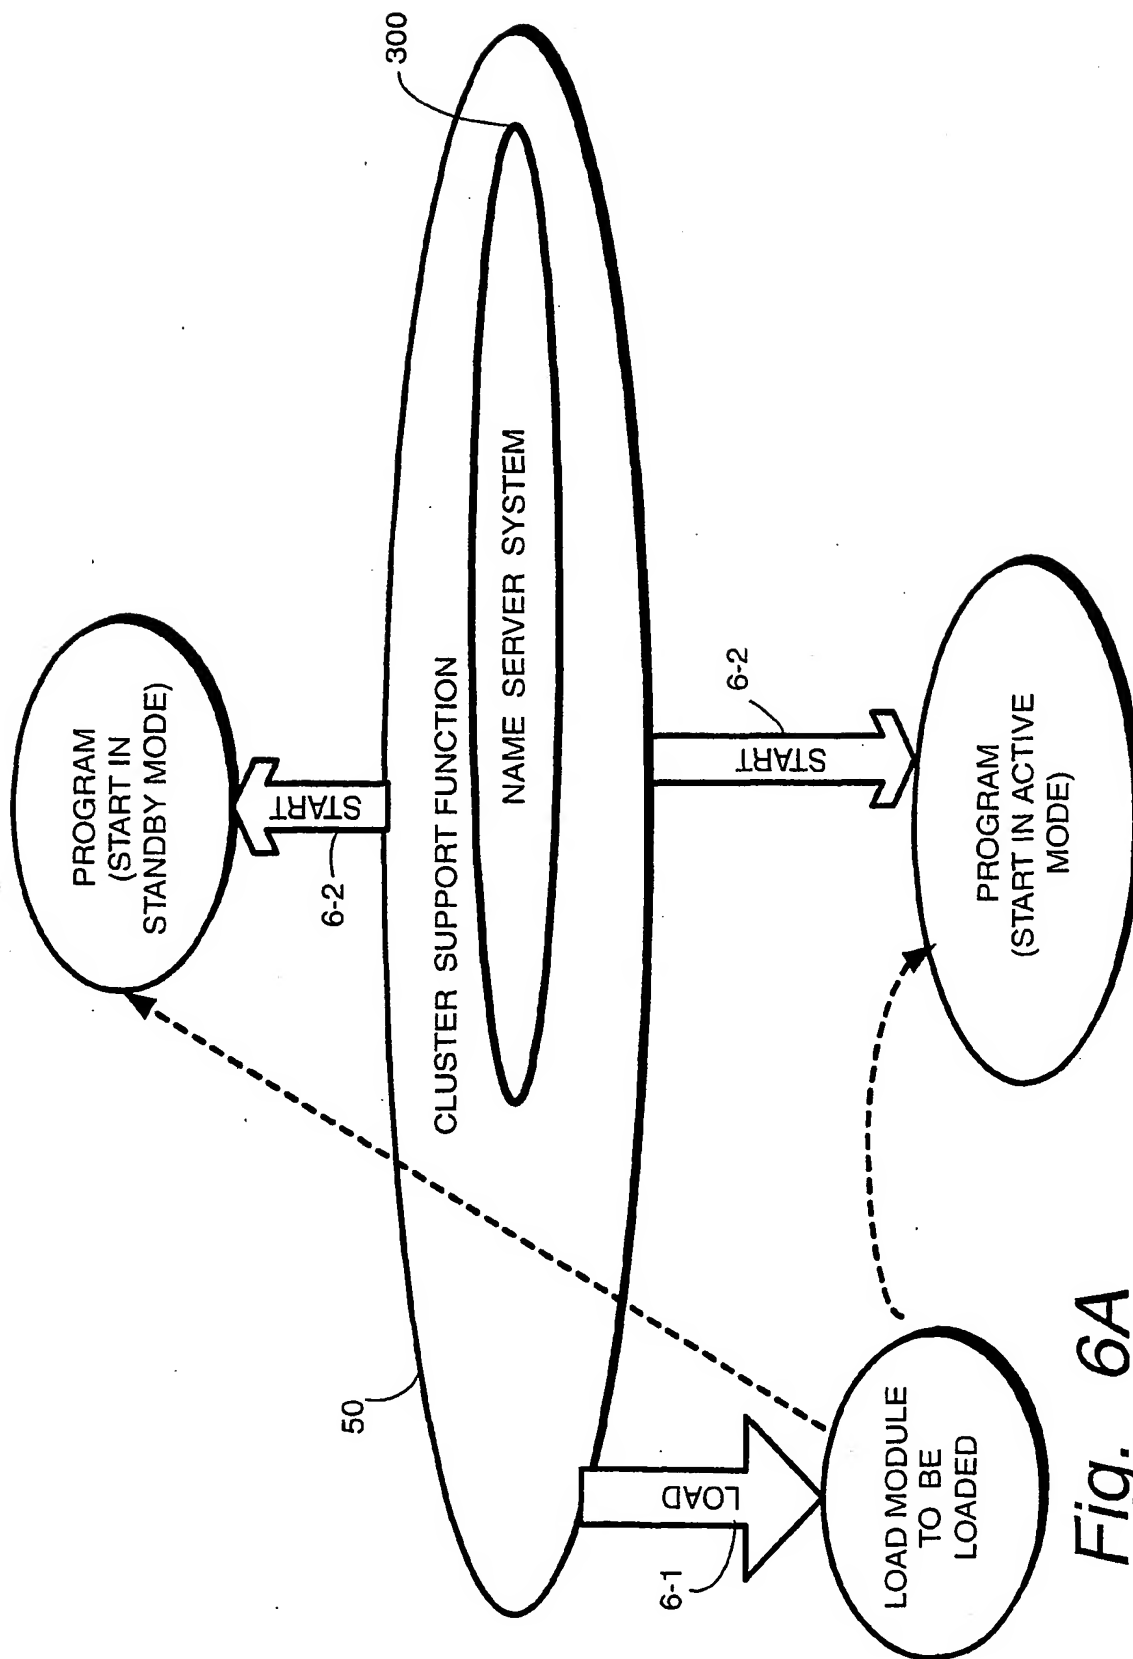 PROGRAM
(START IN
STANDBY MODE)
START
6-2
300
CLUSTER SUPPORT FUNCTION
NAME SERVER SYSTEM
50
LOAD
6-1
START
6-2
LOAD MODULE
TO BE
LOADED
PROGRAM
(START IN ACTIVE
MODE)
Fig. 6A